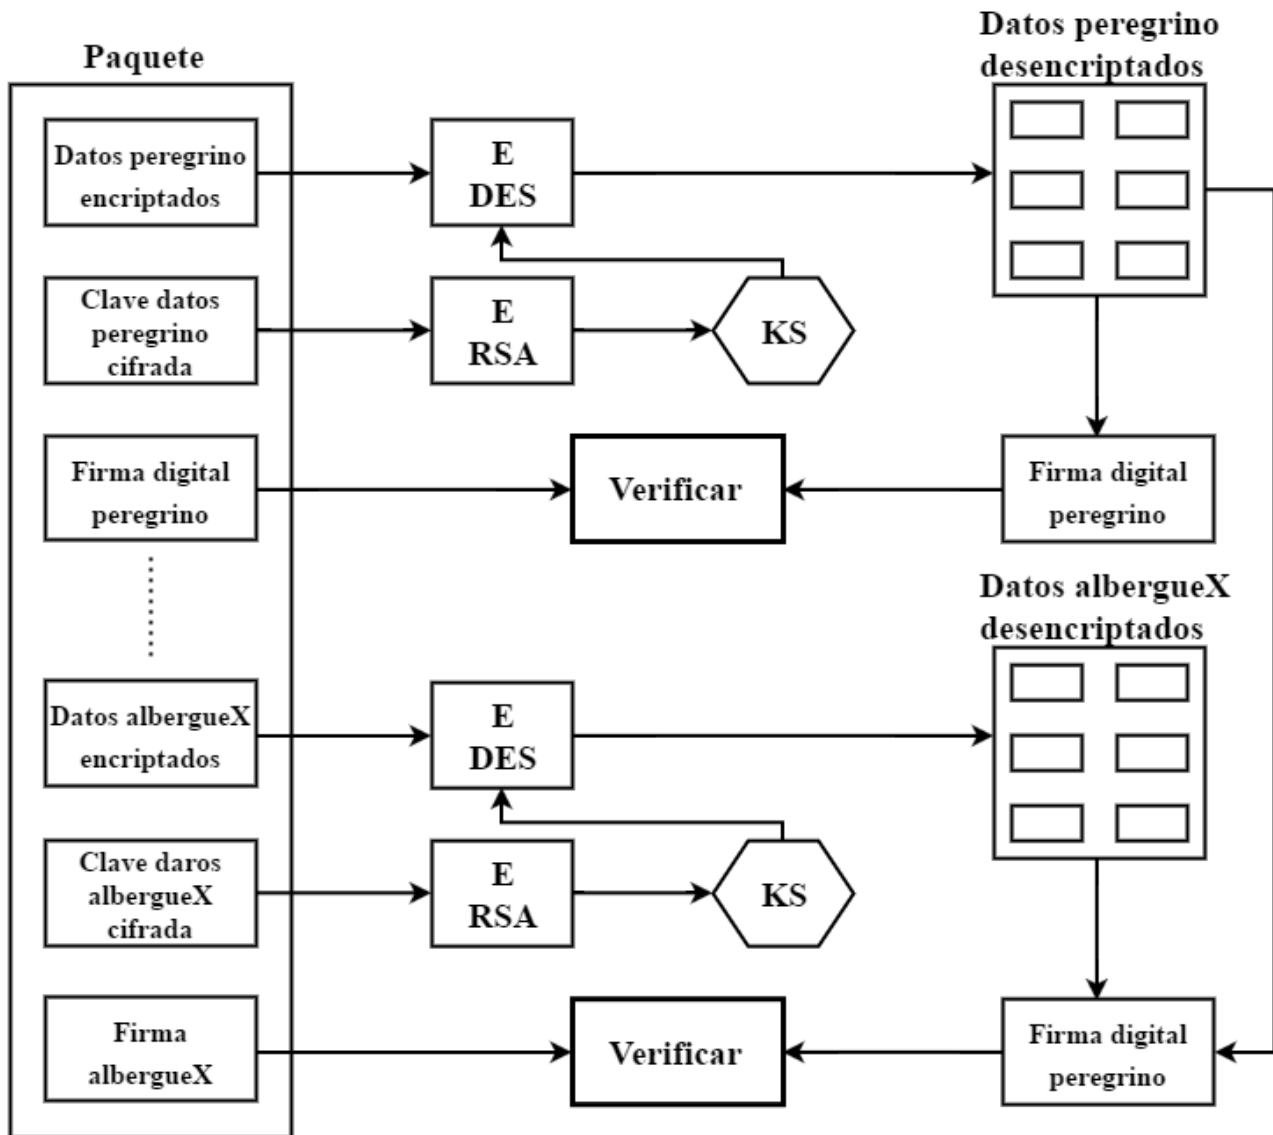 Paquete
Datos peregrino
encriptados
Clave datos
peregrino
cifrada
Firma digital
peregrino
Datos albergueX
encriptados
Clave daros
albergueX
cifrada
Firma
albergueX
E
DES
E
RSA
KS
Verificar
Datos peregrino
desencriptados
Firma digital
peregrino
E
DES
E
RSA
KS
Verificar
Datos albergueX
desencriptados
Firma digital
peregrino